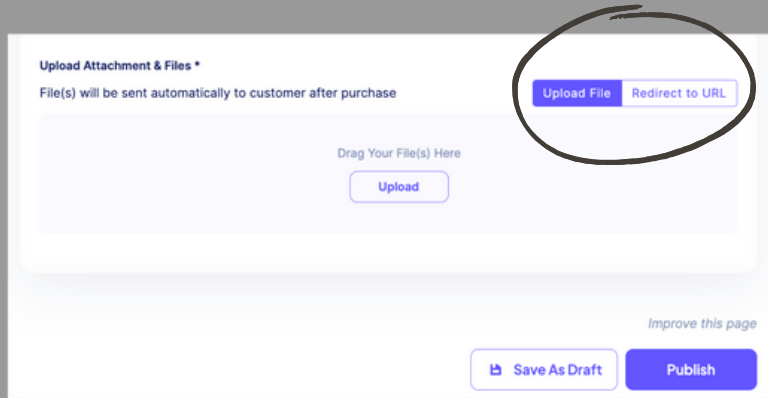 Upload Attachment & Files *
File(s) will be sent automatically to customer after purchase
Upload File
Redirect to URL
Drag Your File(s) Here
Upload
Improve this page
Save As Draft
Publish